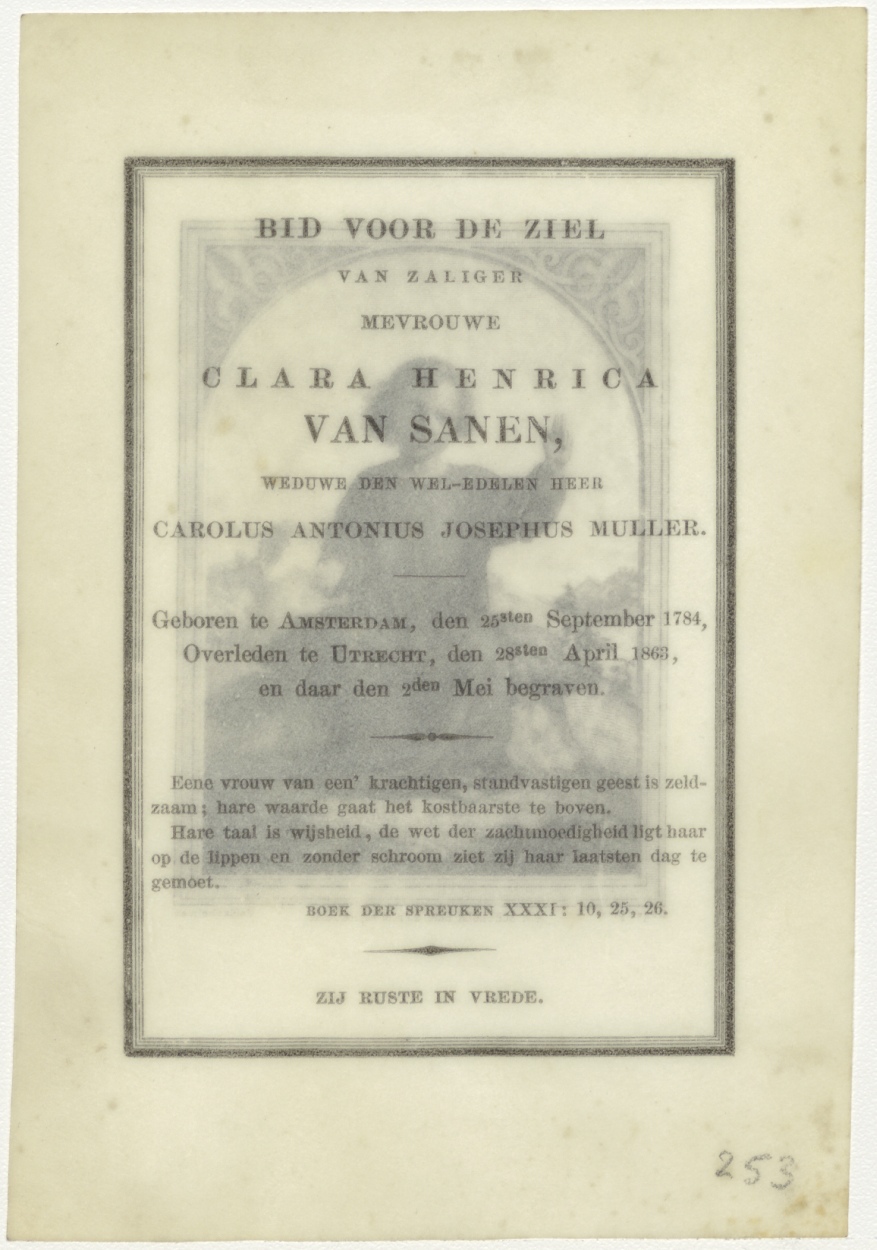 BID VOOR DE ZIEL
VAN ZALIGER
MEVROUWE
CLARA HENRICA
VAN SANEN,
WEDUWE DEN WEL-EDELEN HEER
CAROLUS ANTONIUS JOSEPHUS MULLER.
Geboren te AMSTERDAM, den 25sten September 1784,
Overleden te UTRECHT, den 28sten April 1863,
en daar den 2den Mei begraven.
Eene vrouw van een' krachtigen, standvastigen geest is zeld-
zaam; hare waarde gaat het kostbaarste te boven.
Hare taal is wijsheid, de wet der zachtmoedigheid ligt haar
op de lippen en zonder schroom ziet zij haar laatsten dag te
gemoet.
BOEK DER SPREUKEN XXXI: 10, 25, 26.
ZIJ RUSTE IN VREDE.
253